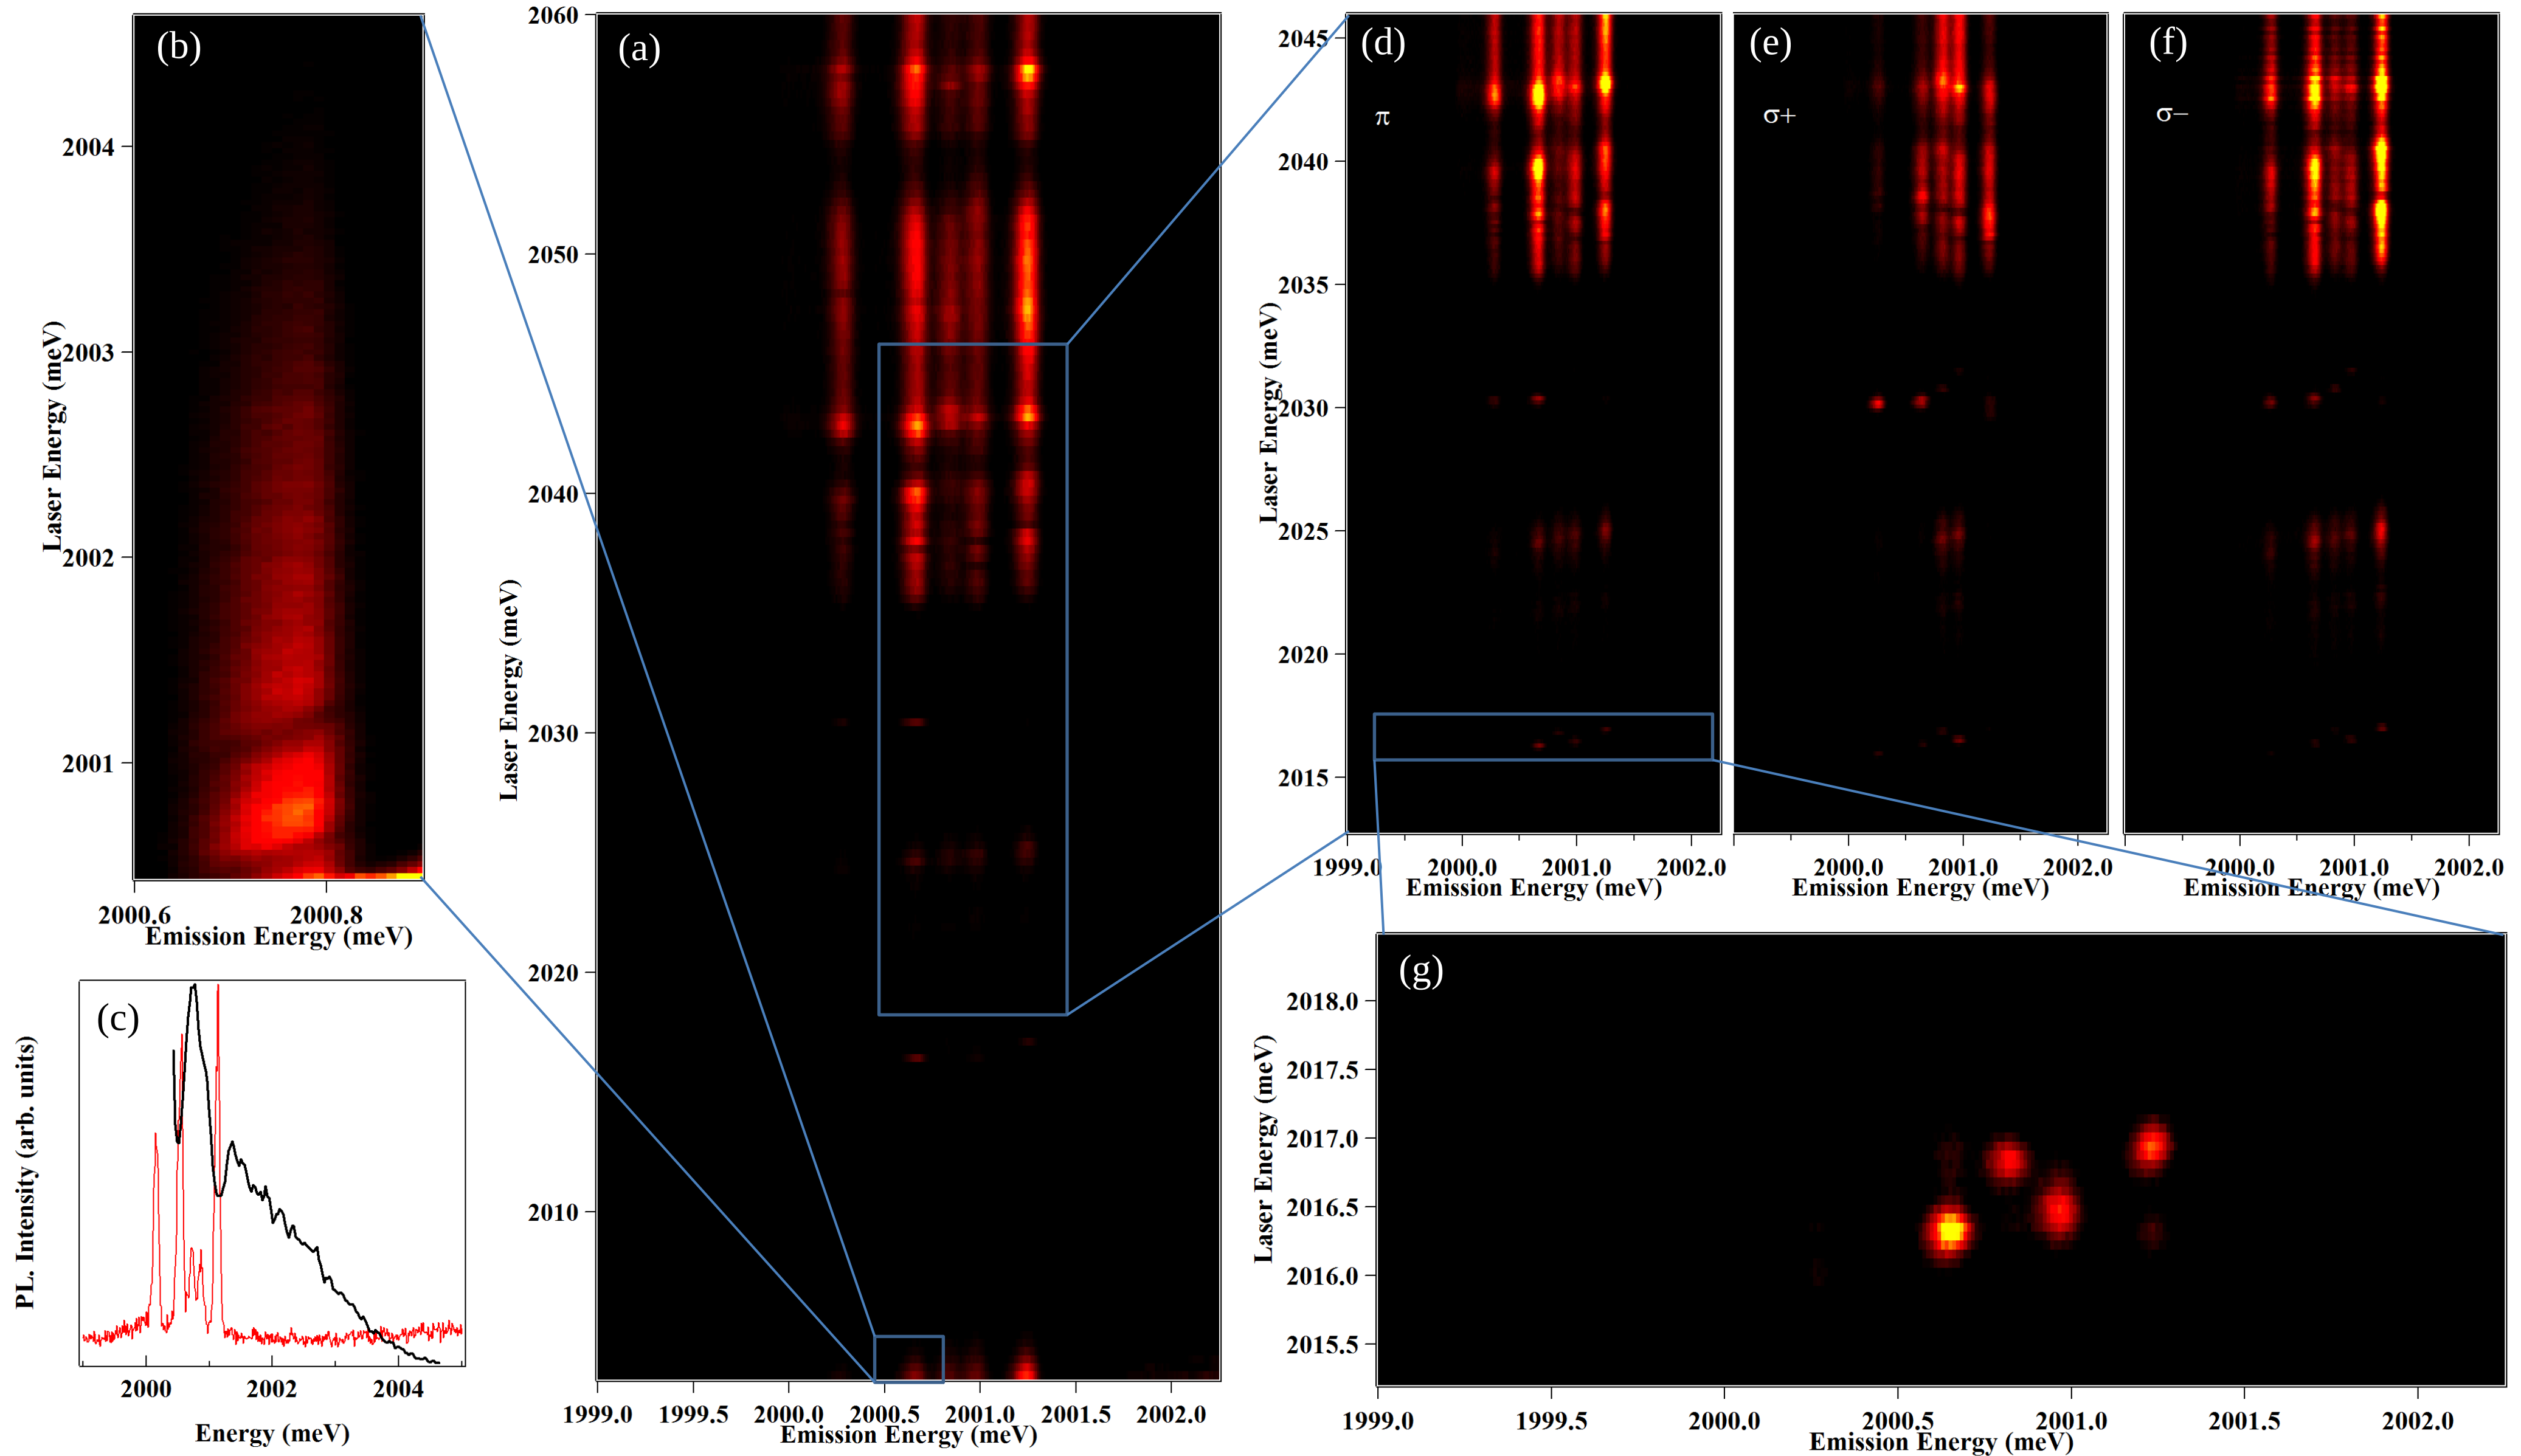 (b)
2004
2003
2002
2001
Laser Energy (meV)
2000.6 2000.8
Emission Energy (meV)
(c)
PL. Intensity (arb. units)
2000 2002 2004
Energy (meV)
(a)
2060
2050
2040
2030
2020
2010
Laser Energy (meV)
1999.0 1999.5 2000.0 2000.5 2001.0 2001.5 2002.0
Emission Energy (meV)
(d)
π
2045
2040
2035
2030
2025
2020
2015
Laser Energy (meV)
1999.0 2000.0 2001.0 2002.0
Emission Energy (meV)
(e)
σ+
2000.0 2001.0 2002.0
Emission Energy (meV)
(f)
σ−
2000.0 2001.0 2002.0
Emission Energy (meV)
(g)
2018.0
2017.5
2017.0
2016.5
2016.0
2015.5
Laser Energy (meV)
1999.0 1999.5 2000.0 2000.5 2001.0 2001.5 2002.0
Emission Energy (meV)